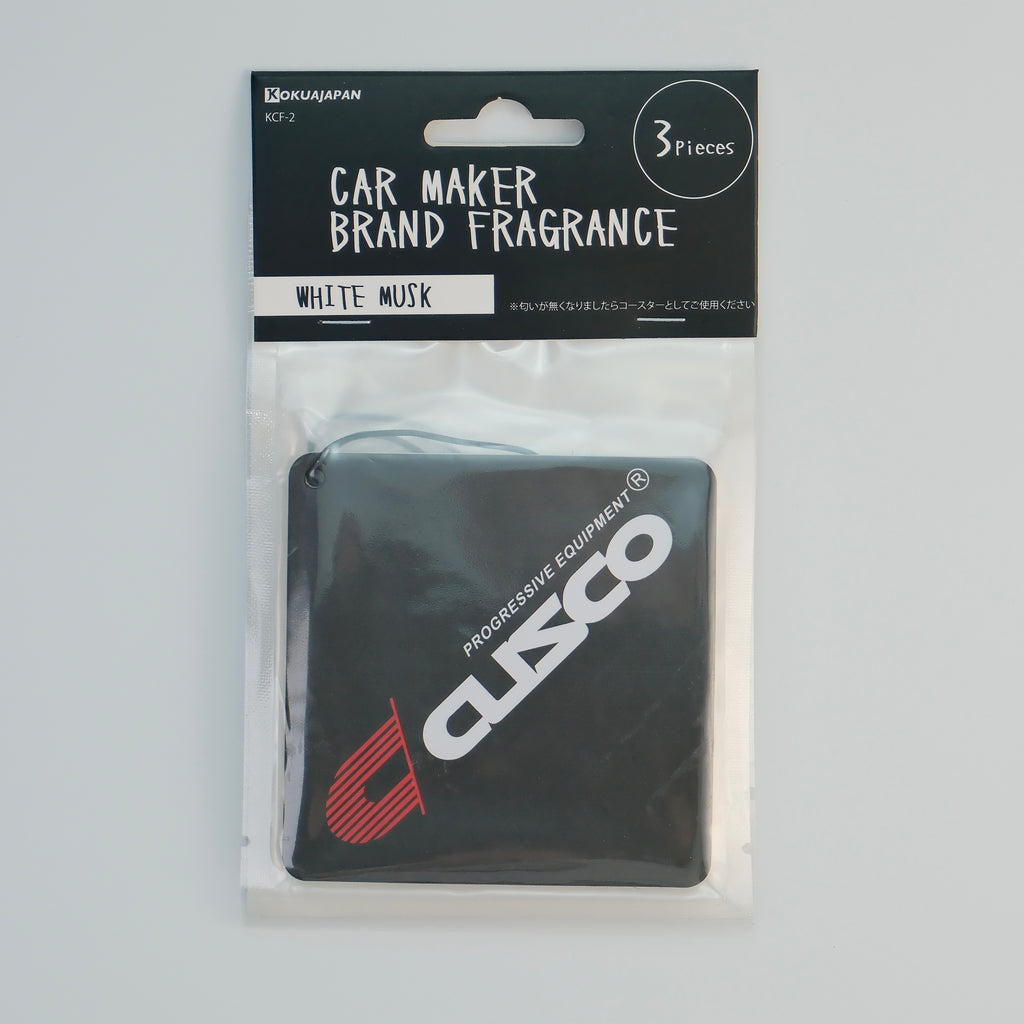 KOKUAJAPAN
KCF-2
3 Pieces
CAR MAKER
BRAND FRAGRANCE
WHITE MUSK
※匂いが無くなりましたらコースターとしてご使用ください
PROGRESSIVE EQUIPMENT®
CUSCO